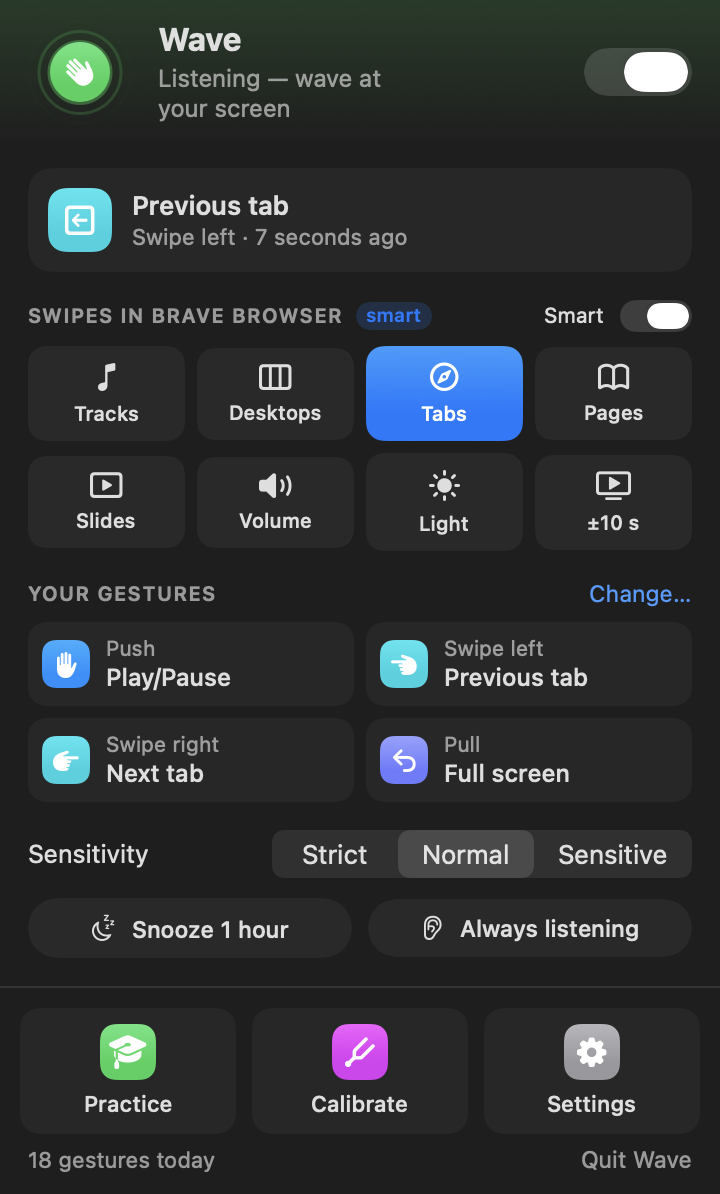 Wave
Listening — wave at
your screen
Previous tab
Swipe left · 7 seconds ago
SWIPES IN BRAVE BROWSER smart Smart
Tracks Desktops Tabs Pages
Slides Volume Light ±10 s
YOUR GESTURES Change...
Push Swipe left
Play/Pause Previous tab
Swipe right Pull
Next tab Full screen
Sensitivity Strict Normal Sensitive
Snooze 1 hour Always listening
Practice Calibrate Settings
18 gestures today Quit Wave